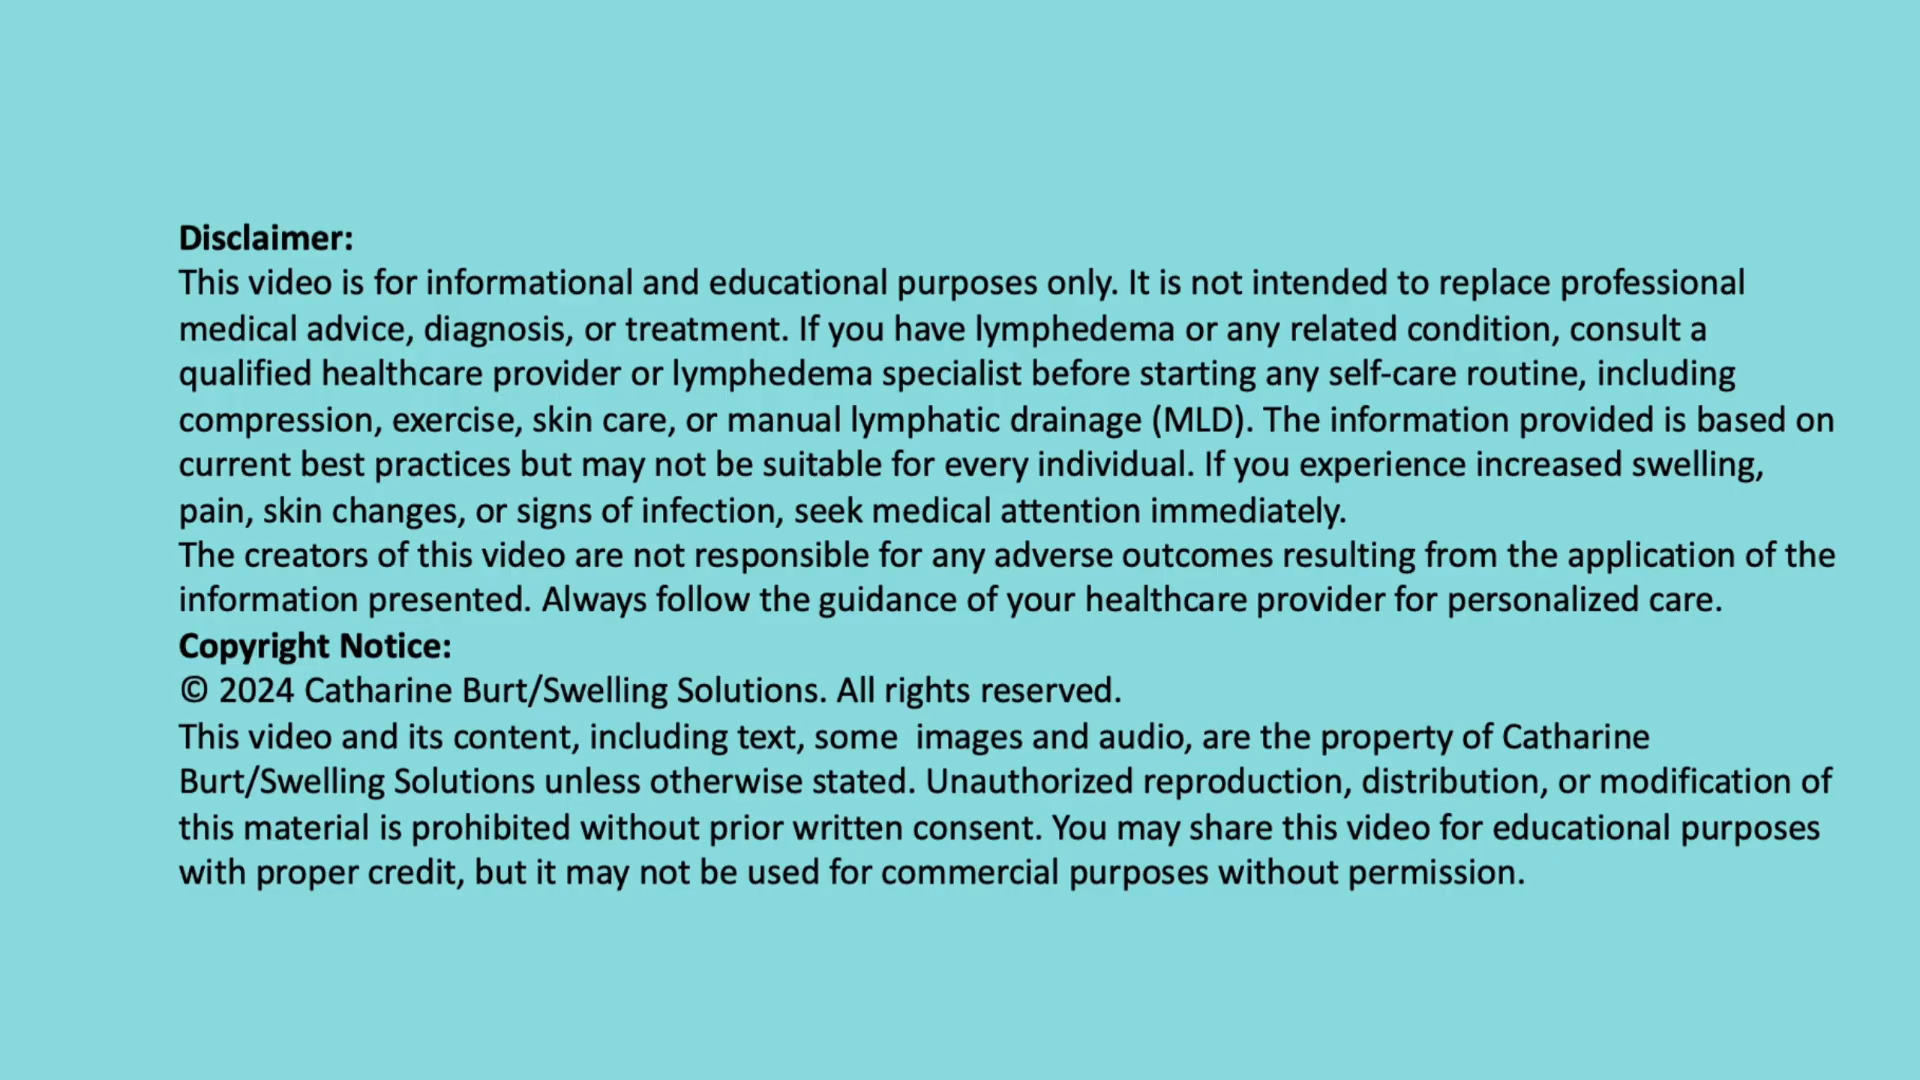 Disclaimer:
This video is for informational and educational purposes only. It is not intended to replace professional
medical advice, diagnosis, or treatment. If you have lymphedema or any related condition, consult a
qualified healthcare provider or lymphedema specialist before starting any self-care routine, including
compression, exercise, skin care, or manual lymphatic drainage (MLD). The information provided is based on
current best practices but may not be suitable for every individual. If you experience increased swelling,
pain, skin changes, or signs of infection, seek medical attention immediately.
The creators of this video are not responsible for any adverse outcomes resulting from the application of the
information presented. Always follow the guidance of your healthcare provider for personalized care.
Copyright Notice:
© 2024 Catharine Burt/Swelling Solutions. All rights reserved.
This video and its content, including text, some  images and audio, are the property of Catharine
Burt/Swelling Solutions unless otherwise stated. Unauthorized reproduction, distribution, or modification of
this material is prohibited without prior written consent. You may share this video for educational purposes
with proper credit, but it may not be used for commercial purposes without permission.